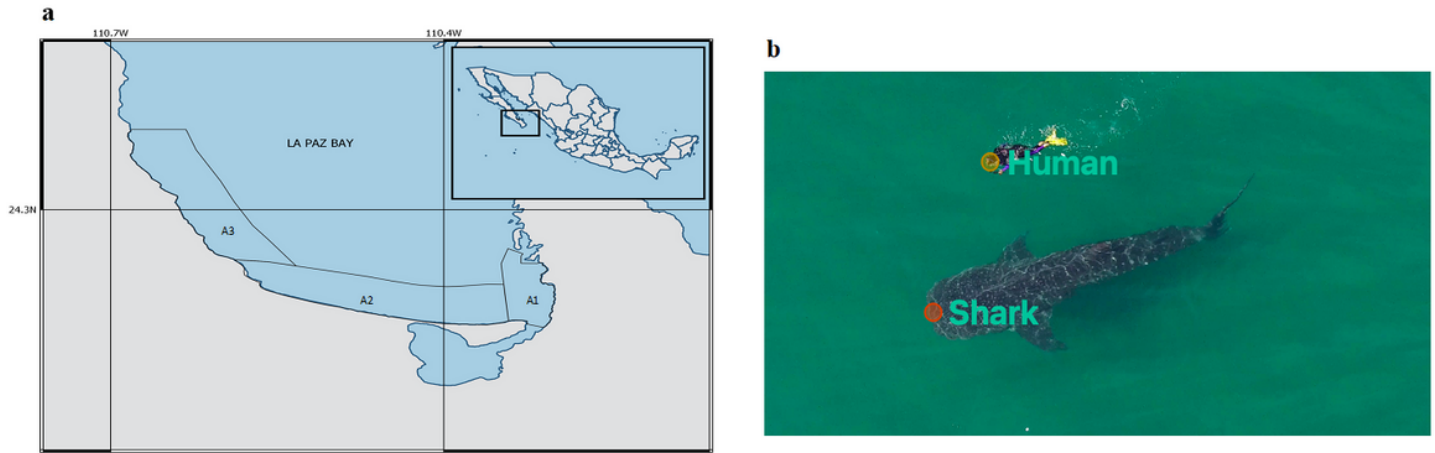 a
110.7W 110.4W
LA PAZ BAY
24.3N
A3
A2
A1
b
Human
Shark